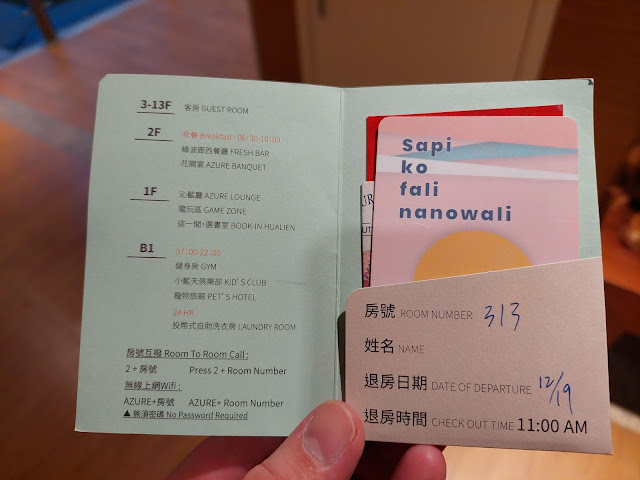 3-13F 客房 GUEST ROOM
2F 早餐 Breakfast : 06:30-10:00
綠波廊西餐廳 FRESH BAR
花開宴 AZURE BANQUET
1F 沁藍廳 AZURE LOUNGE
電玩區 GAME ZONE
這一間，選書室 BOOK-IN HUALIEN
B1 07:00-22:00
健身房 GYM
小藍天俱樂部 KID'S CLUB
寵物旅館 PET'S HOTEL
24 HR
投幣式自助洗衣房 LAUNDRY ROOM
房號互撥 Room To Room Call :
2 + 房號 Press 2 + Room Number
無線上網Wifi :
AZURE+房號 AZURE+ Room Number
▲ 無須密碼 No Password Required
Sapi
ko
fali
nanowali
房號 ROOM NUMBER 313
姓名 NAME
退房日期 DATE OF DEPARTURE 12/19
退房時間 CHECK OUT TIME 11:00 AM